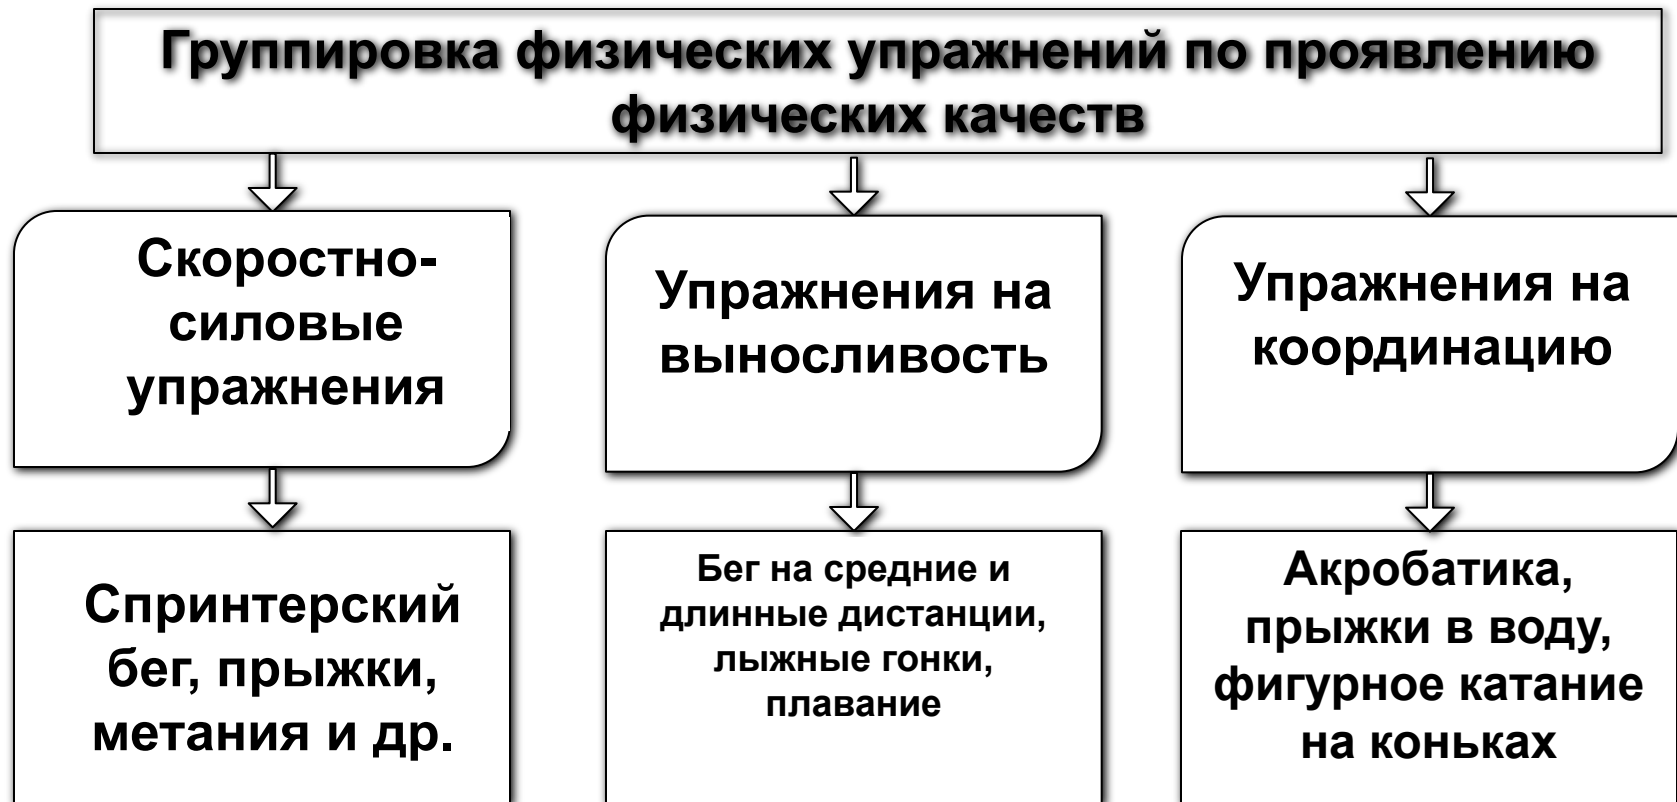 Группировка физических упражнений по проявлению
физических качеств
Скоростно-
силовые
упражнения
Упражнения на
выносливость
Упражнения на
координацию
Спринтерский
бег, прыжки,
метания и др.
Бег на средние и
длинные дистанции,
лыжные гонки,
плавание
Акробатика,
прыжки в воду,
фигурное катание
на коньках